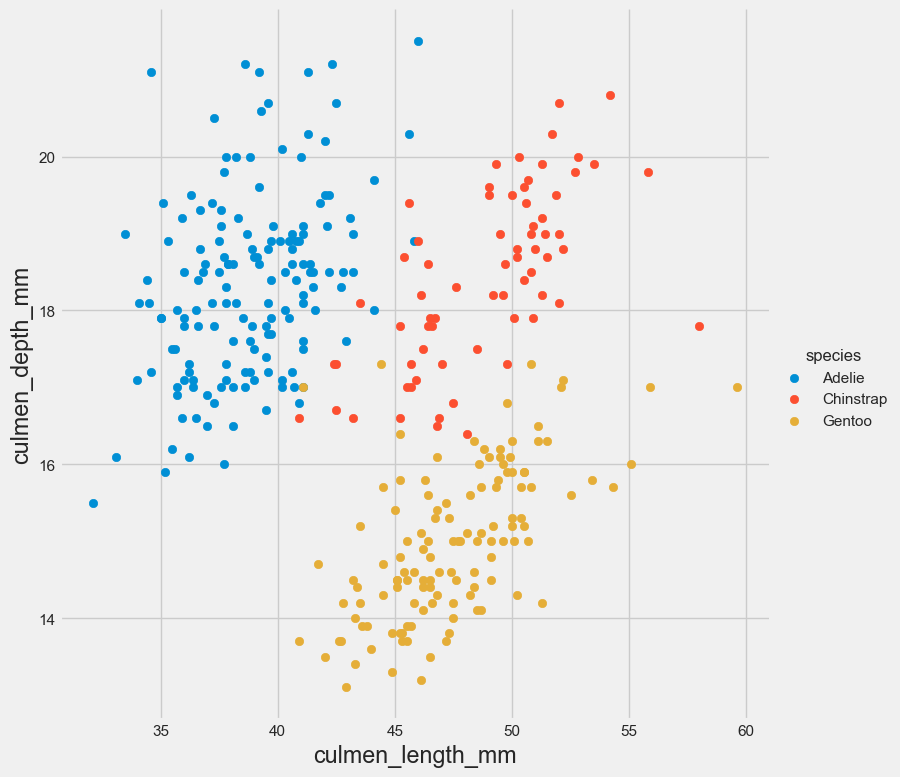 20
18
16
14
culmen_depth_mm
35
40
45
50
55
60
culmen_length_mm
species
Adelie
Chinstrap
Gentoo